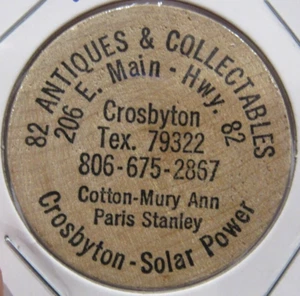 82 ANTIQUES & COLLECTABLES
206 E. Main - Hwy. 82
Crosbyton
Tex. 79322
806-675-2867
Cotton-Mury Ann
Paris Stanley
Crosbyton - Solar Power